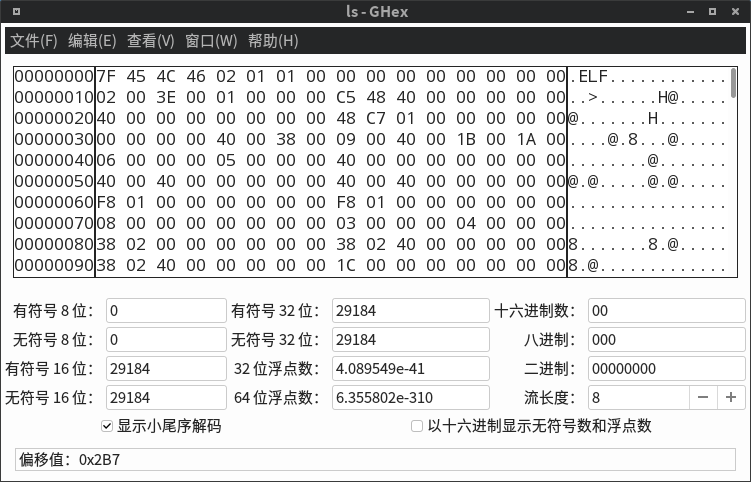 ls - GHex
文件(F) 编辑(E) 查看(V) 窗口(W) 帮助(H)
00000000 7F 45 4C 46 02 01 01 00 00 00 00 00 00 00 00 00 .ELF............
00000010 02 00 3E 00 01 00 00 00 C5 48 40 00 00 00 00 00 ..>......H@.....
00000020 40 00 00 00 00 00 00 00 48 C7 01 00 00 00 00 00 @.......H.......
00000030 00 00 00 00 40 00 38 00 09 00 40 00 1B 00 1A 00 ....@.8...@.....
00000040 06 00 00 00 05 00 00 00 40 00 00 00 00 00 00 00 ........@.......
00000050 40 00 40 00 00 00 00 00 40 00 40 00 00 00 00 00 @.@.....@.@.....
00000060 F8 01 00 00 00 00 00 00 F8 01 00 00 00 00 00 00 ................
00000070 08 00 00 00 00 00 00 00 03 00 00 00 04 00 00 00 ................
00000080 38 02 00 00 00 00 00 00 38 02 40 00 00 00 00 00 8.......8.@.....
00000090 38 02 40 00 00 00 00 00 1C 00 00 00 00 00 00 00 8.@.............
有符号 8 位： 0 有符号 32 位： 29184 十六进制数： 00
无符号 8 位： 0 无符号 32 位： 29184 八进制： 000
有符号 16 位： 29184 32 位浮点数： 4.089549e-41 二进制： 00000000
无符号 16 位： 29184 64 位浮点数： 6.355802e-310 流长度： 8
显示小尾序解码 以十六进制显示无符号数和浮点数
偏移值：0x2B7